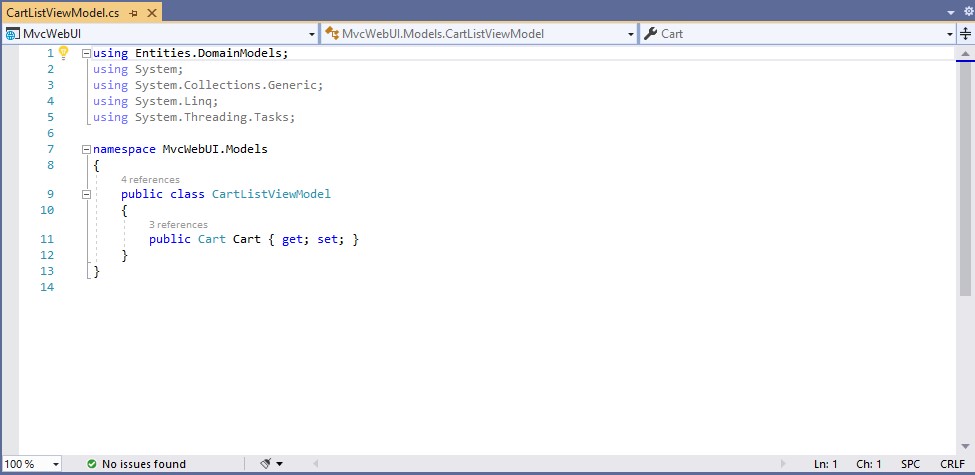 CartListViewModel.cs
MvcWebUI MvcWebUI.Models.CartListViewModel Cart
1 using Entities.DomainModels;
2 using System;
3 using System.Collections.Generic;
4 using System.Linq;
5 using System.Threading.Tasks;
6
7 namespace MvcWebUI.Models
8 {
4 references
9 public class CartListViewModel
10 {
3 references
11 public Cart Cart { get; set; }
12 }
13 }
14
100 % No issues found Ln: 1 Ch: 1 SPC CRLF